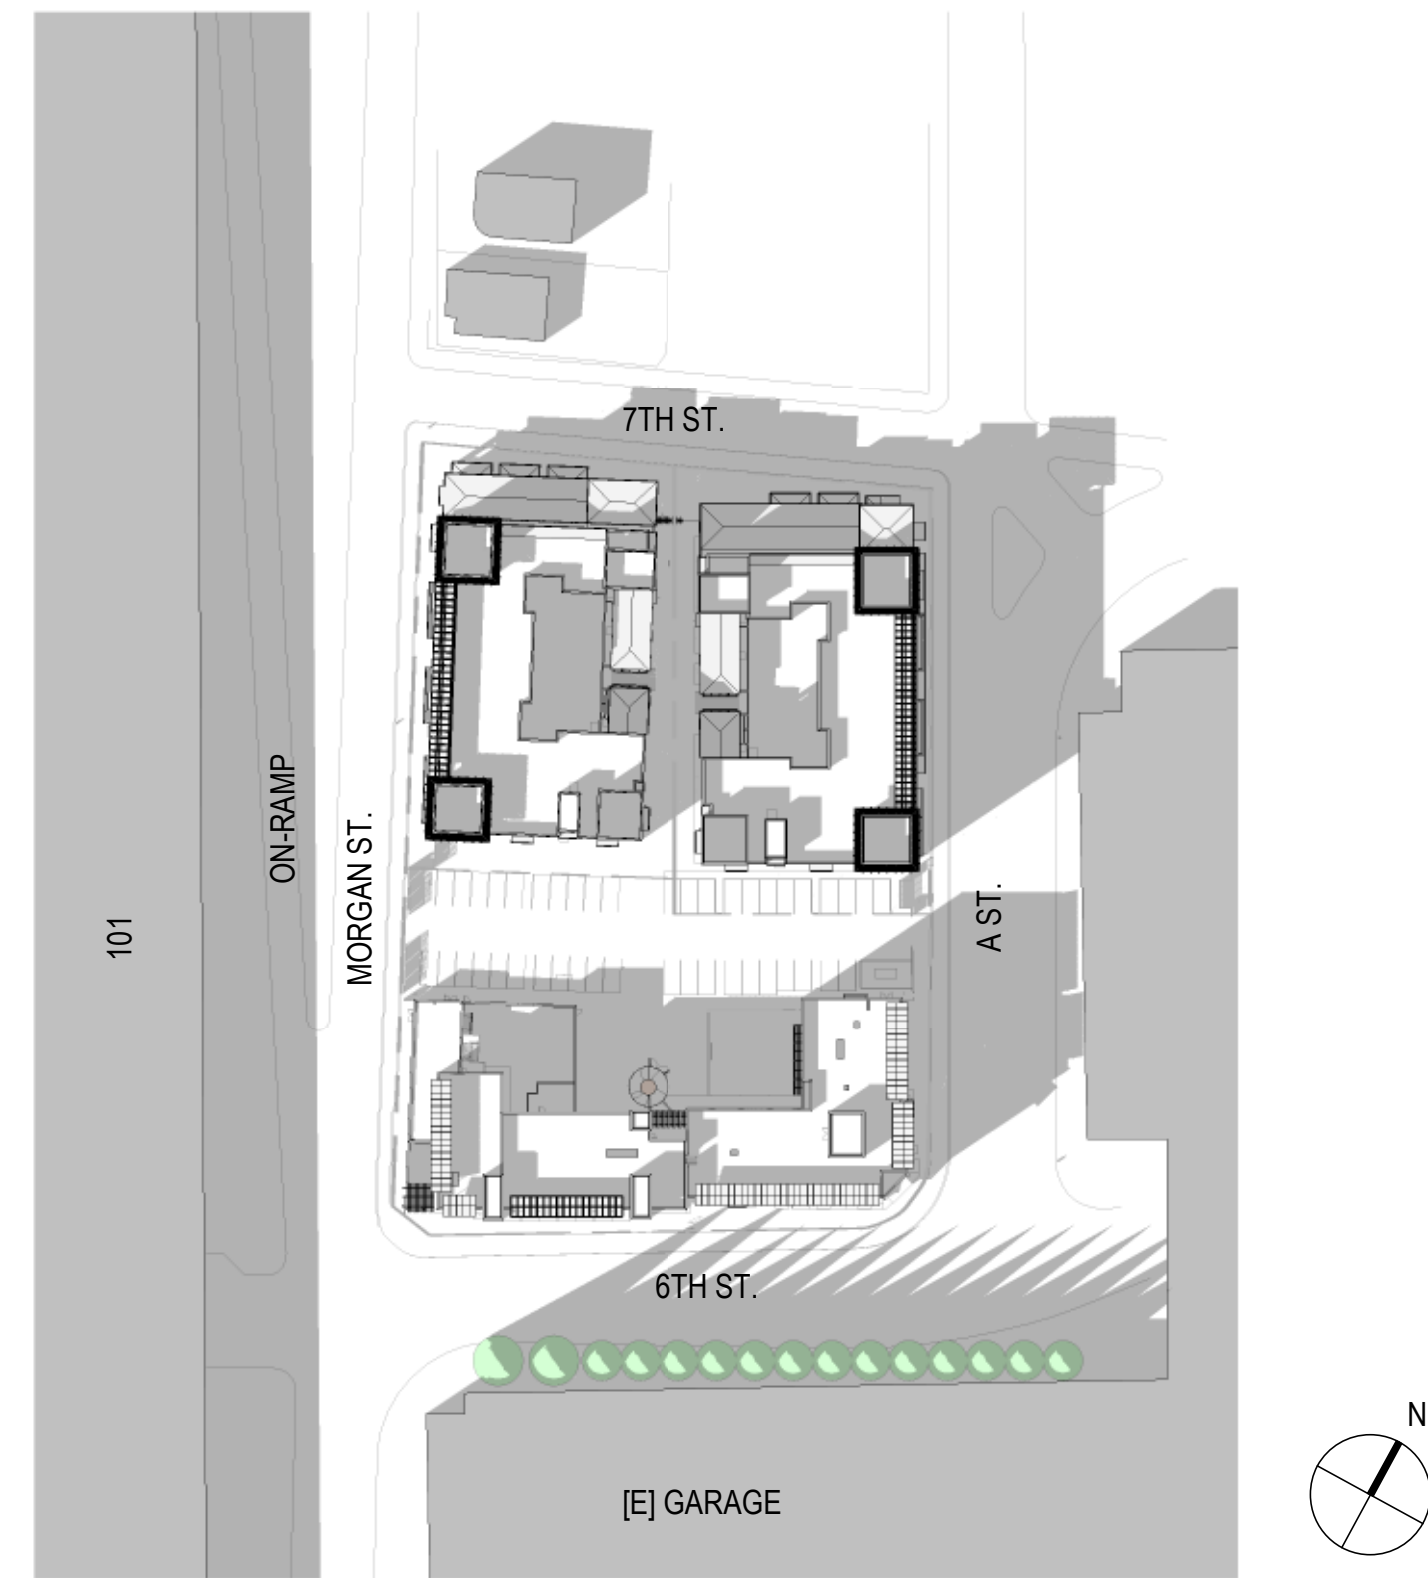 7TH ST.
ON-RAMP
MORGAN ST.
101
A ST.
6TH ST.
N
[E] GARAGE